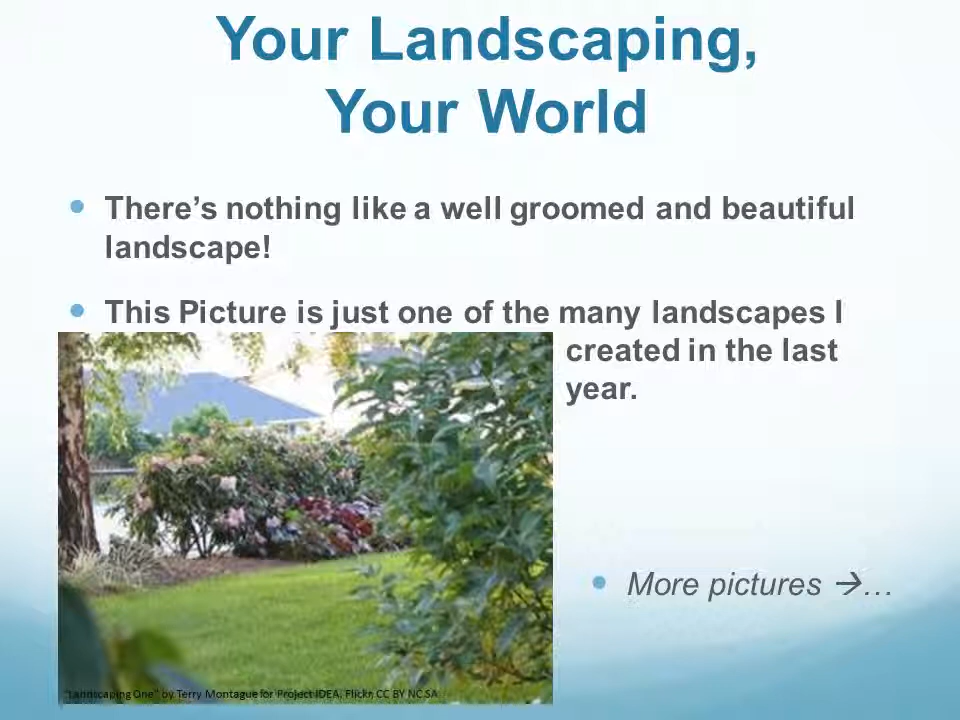 Your Landscaping,
Your World
There's nothing like a well groomed and beautiful
landscape!
This Picture is just one of the many landscapes I
created in the last
year.
More pictures →…
"Landscaping One" by Terry Montague for Project IDEA, Flickr, CC BY NC SA